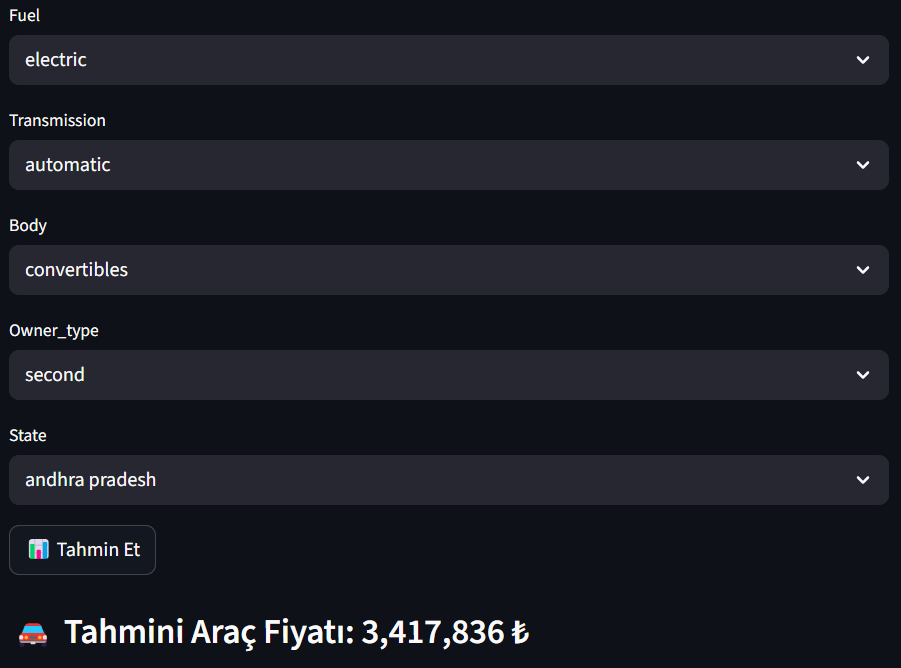 Fuel
electric
Transmission
automatic
Body
convertibles
Owner_type
second
State
andhra pradesh
Tahmin Et
Tahmini Araç Fiyatı: 3,417,836 ₺